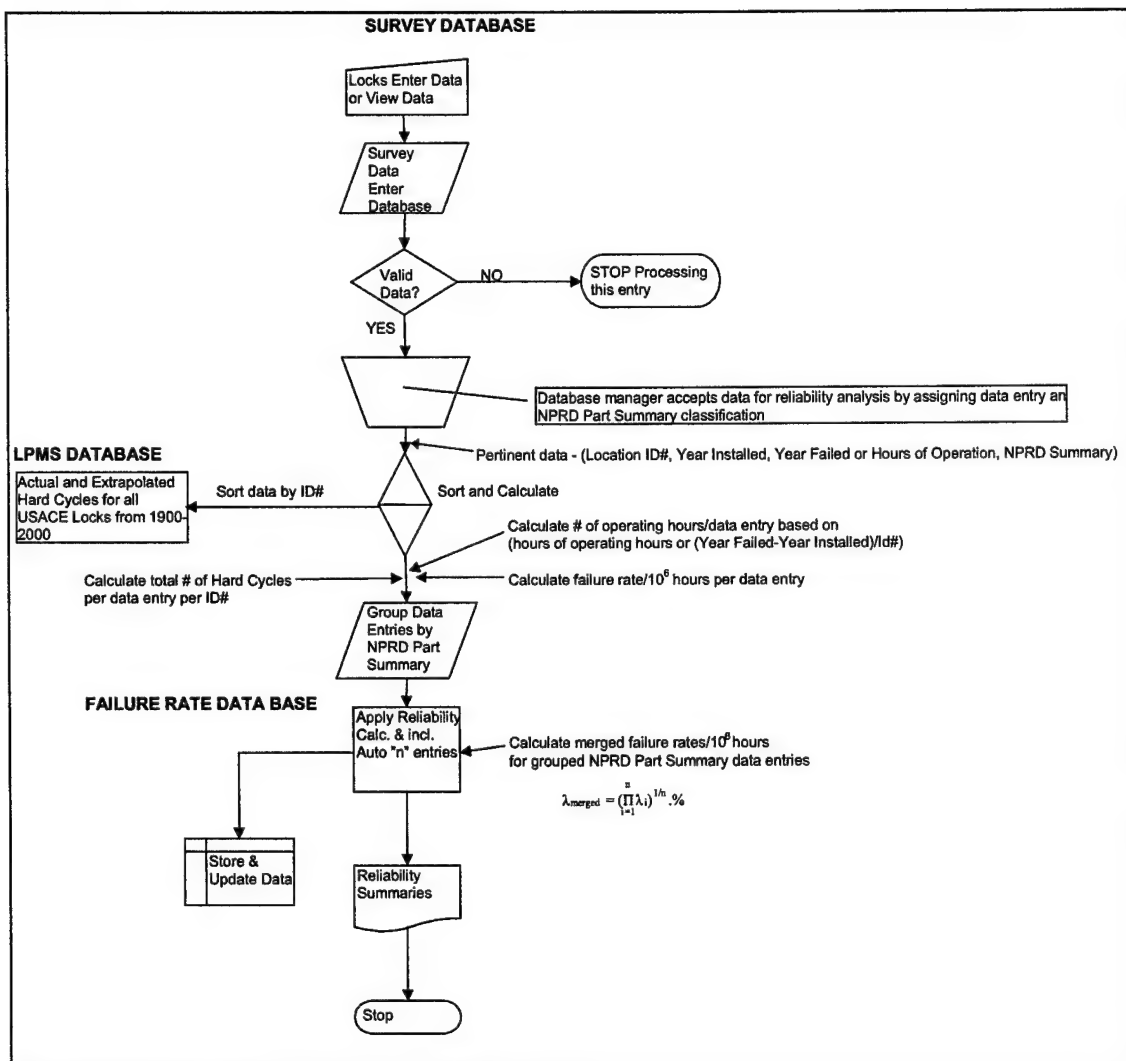 SURVEY DATABASE
Locks Enter Data
or View Data
Survey
Data
Enter
Database
Valid
Data?
NO
STOP Processing
this entry
YES
Database manager accepts data for reliability analysis by assigning data entry an
NPRD Part Summary classification
Pertinent data - (Location ID#, Year Installed, Year Failed or Hours of Operation, NPRD Summary)
LPMS DATABASE
Actual and Extrapolated
Hard Cycles for all
USACE Locks from 1900-
2000
Sort data by ID#
Sort and Calculate
Calculate # of operating hours/data entry based on
(hours of operating hours or (Year Failed-Year Installed)/Id#)
Calculate total # of Hard Cycles
per data entry per ID#
Calculate failure rate/10⁶ hours per data entry
Group Data
Entries by
NPRD Part
Summary
FAILURE RATE DATA BASE
Apply Reliability
Calc. & incl.
Auto "n" entries
Calculate merged failure rates/10⁶ hours
for grouped NPRD Part Summary data entries
λmerged = (∏ᵢ₌₁ⁿ λi)^1/n .%
Store &
Update Data
Reliability
Summaries
Stop